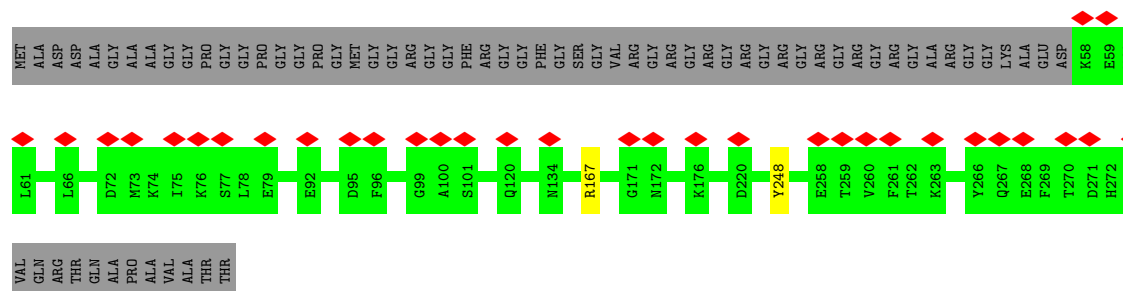 MET ALA ASP ASP ALA GLY ALA ALA GLY GLY PRO GLY GLY PRO GLY GLY PRO GLY MET GLY GLY ARG GLY GLY PHE ARG GLY GLY PHE GLY SER GLY VAL ARG GLY ARG GLY ARG GLY ARG GLY ARG GLY ARG GLY ARG GLY ARG GLY ALA ARG GLY GLY LYS ALA GLU ASP K58 E59
L61 L66 D72 M73 K74 I75 K76 S77 L78 E79 E92 D95 F96 G99 A100 S101 Q120 N134 R167 G171 N172 K176 D220 Y248 E258 T259 V260 F261 T262 K263 Y266 Q267 E268 F269 T270 D271 H272
VAL GLN ARG THR GLN ALA PRO ALA VAL ALA THR THR